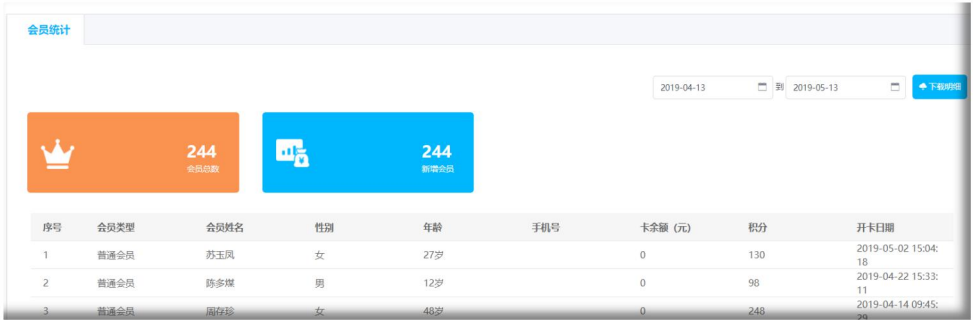 会员统计
2019-04-13 到 2019-05-13 下载明细
244
会员总数
244
新增会员
序号 会员类型 会员姓名 性别 年龄 手机号 卡余额 (元) 积分 开卡日期
1 普通会员 苏玉凤 女 27岁 0 130 2019-05-02 15:04:
18
2 普通会员 陈多媒 男 12岁 0 98 2019-04-22 15:33:
11
3 普通会员 周存珍 女 48岁 0 248 2019-04-14 09:45:
29